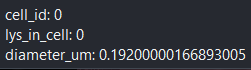 cell_id: 0
lys_in_cell: 0
diameter_um: 0.19200000166893005